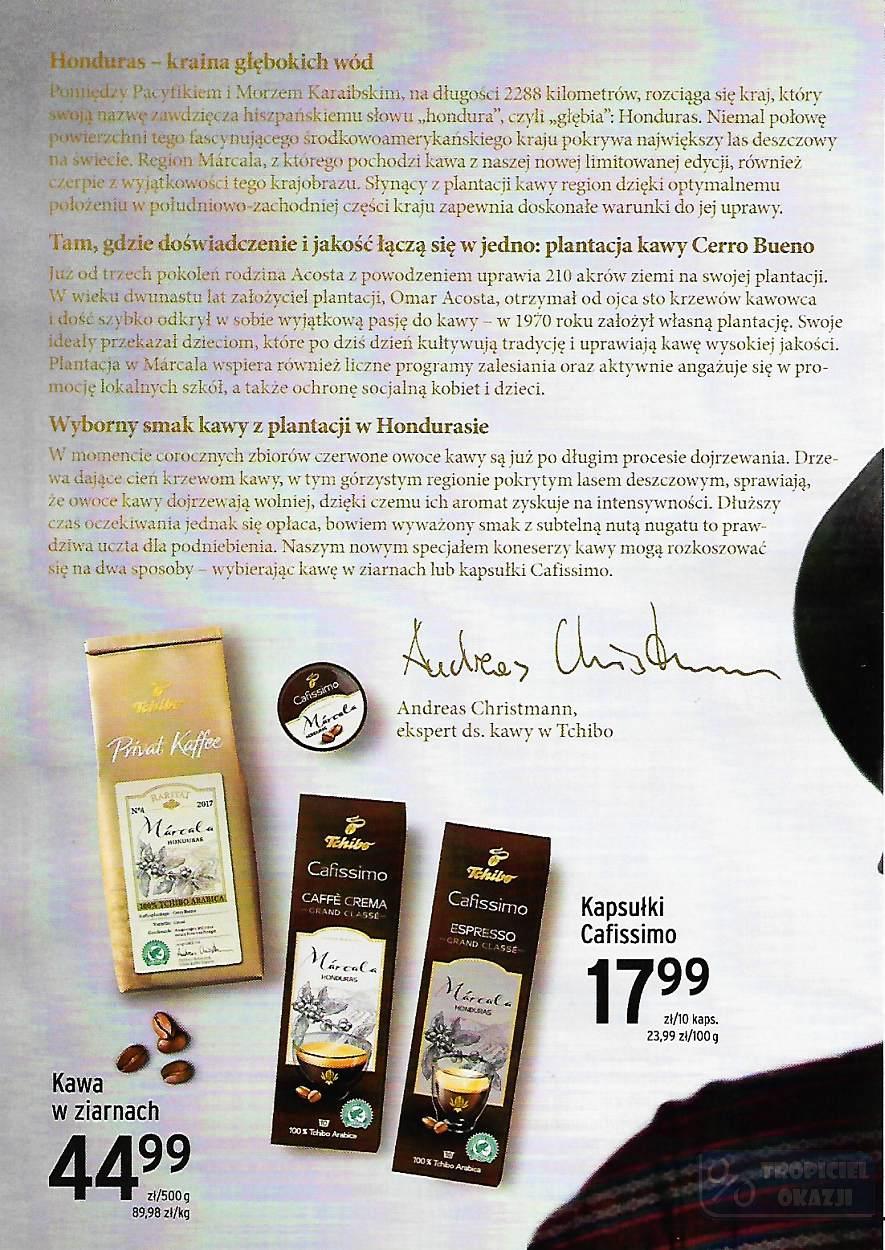 Honduras – kraina głębokich wód
Pomiędzy Pacyfikiem i Morzem Karaibskim, na długości 2288 kilometrów, rozciąga się kraj, który
swoją nazwę zawdzięcza hiszpańskiemu słowu „hondura”, czyli „głębia”: Honduras. Niemal połowę
powierzchni tego fascynującego środkowoamerykańskiego kraju pokrywa największy las deszczowy
na świecie. Region Márcala, z którego pochodzi kawa z naszej nowej limitowanej edycji, również
czerpie z wyjątkowości tego krajobrazu. Słynący z plantacji kawy region dzięki optymalnemu
położeniu w południowo-zachodniej części kraju zapewnia doskonałe warunki do jej uprawy.
Tam, gdzie doświadczenie i jakość łączą się w jedno: plantacja kawy Cerro Bueno
Już od trzech pokoleń rodzina Acosta z powodzeniem uprawia 210 akrów ziemi na swojej plantacji.
W wieku dwunastu lat założyciel plantacji, Omar Acosta, otrzymał od ojca sto krzewów kawowca
i dość szybko odkrył w sobie wyjątkową pasję do kawy – w 1970 roku założył własną plantację. Swoje
ideały przekazał dzieciom, które po dziś dzień kultywują tradycję i uprawiają kawę wysokiej jakości.
Plantacja w Márcala wspiera również liczne programy zalesiania oraz aktywnie angażuje się w pro-
mocję lokalnych szkół, a także ochronę socjalną kobiet i dzieci.
Wyborny smak kawy z plantacji w Hondurasie
W momencie corocznych zbiorów czerwone owoce kawy są już po długim procesie dojrzewania. Drze-
wa dające cień krzewom kawy, w tym górzystym regionie pokrytym lasem deszczowym, sprawiają,
że owoce kawy dojrzewają wolniej, dzięki czemu ich aromat zyskuje na intensywności. Dłuższy
czas oczekiwania jednak się opłaca, bowiem wyważony smak z subtelną nutą nugatu to praw-
dziwa uczta dla podniebienia. Naszym nowym specjałem koneserzy kawy mogą rozkoszować
się na dwa sposoby – wybierając kawę w ziarnach lub kapsułki Cafissimo.
Andreas Christmann
Andreas Christmann,
ekspert ds. kawy w Tchibo
Tchibo
Privat Kaffee
RARITÄT
N°4 2017
Márcala
HONDURAS
100% TCHIBO ARABICA
Andreas Christmann
Cafissimo
Márcala
HONDURAS
Tchibo
Cafissimo
CAFFÈ CREMA
GRAND CLASSÉ
Márcala
HONDURAS
100% Tchibo Arabica
Tchibo
Cafissimo
ESPRESSO
GRAND CLASSÉ
Márcala
HONDURAS
100% Tchibo Arabica
Kapsułki
Cafissimo
1799
zł/10 kaps.
23,99 zł/100 g
Kawa
w ziarnach
4499
zł/500 g
89,98 zł/kg
TROPICIEL
OKAZJI